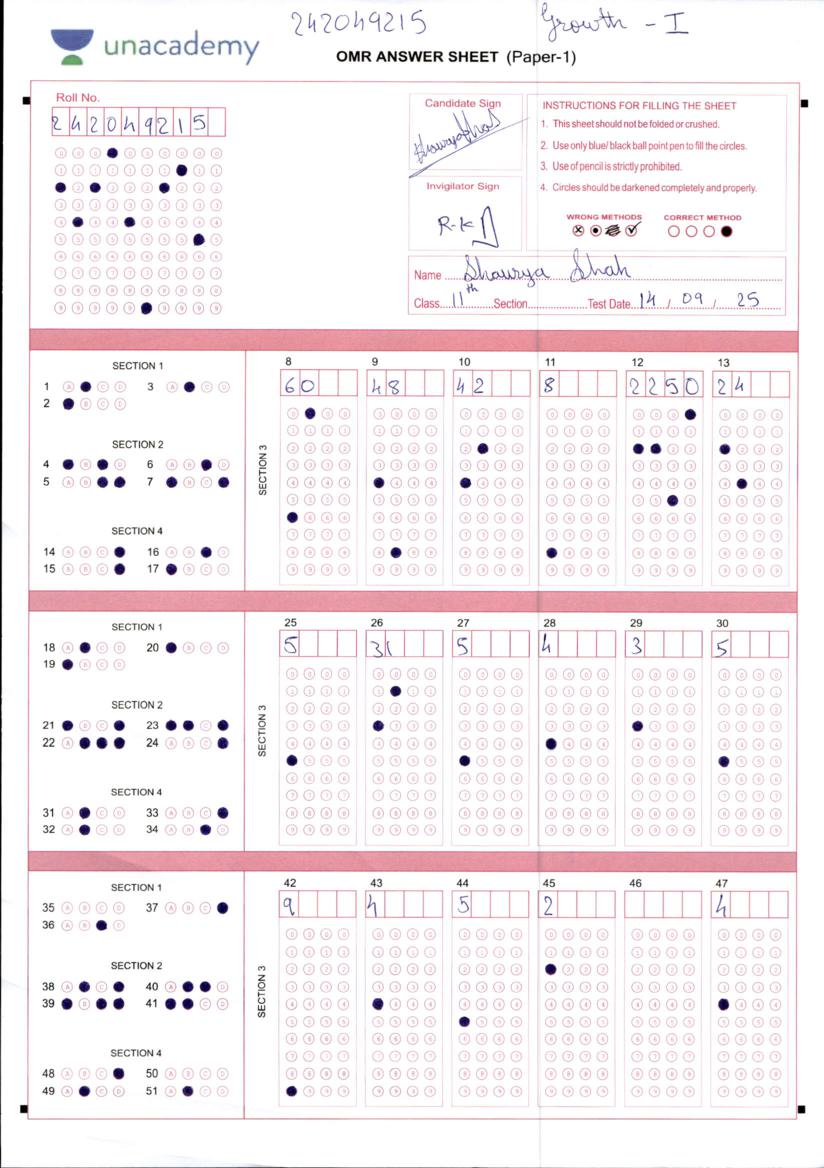 242049215 Growth - I
unacademy
OMR ANSWER SHEET (Paper-1)
Roll No.
2 4 2 0 4 9 2 1 5
Candidate Sign
Invigilator Sign
INSTRUCTIONS FOR FILLING THE SHEET
1. This sheet should not be folded or crushed.
2. Use only blue/ black ball point pen to fill the circles.
3. Use of pencil is strictly prohibited.
4. Circles should be darkened completely and properly.
WRONG METHODS CORRECT METHOD
Name Shaurya Shah
Class 11th Section Test Date 14 / 09 / 25
SECTION 1
1 A C D 3 A C D
2 B C D
SECTION 2
4 B D 6 A B D
5 A B 7 B C
SECTION 4
14 A B C 16 A B D
15 A B C 17 B C D
SECTION 3
8 9 10 11 12 13
60 48 42 8 2250 24
SECTION 1
18 A C D 20 B C D
19 B C D
SECTION 2
21 B C 23 C
22 A 24 A B C
SECTION 4
31 A C D 33 A B C
32 A C D 34 A B D
SECTION 3
25 26 27 28 29 30
5 31 5 4 3 5
SECTION 1
35 A B C D 37 A B C
36 A B D
SECTION 2
38 A C 40 A D
39 B 41 C D
SECTION 4
48 A B C 50 A B C D
49 A C D 51 A C D
SECTION 3
42 43 44 45 46 47
9 4 5 2 4